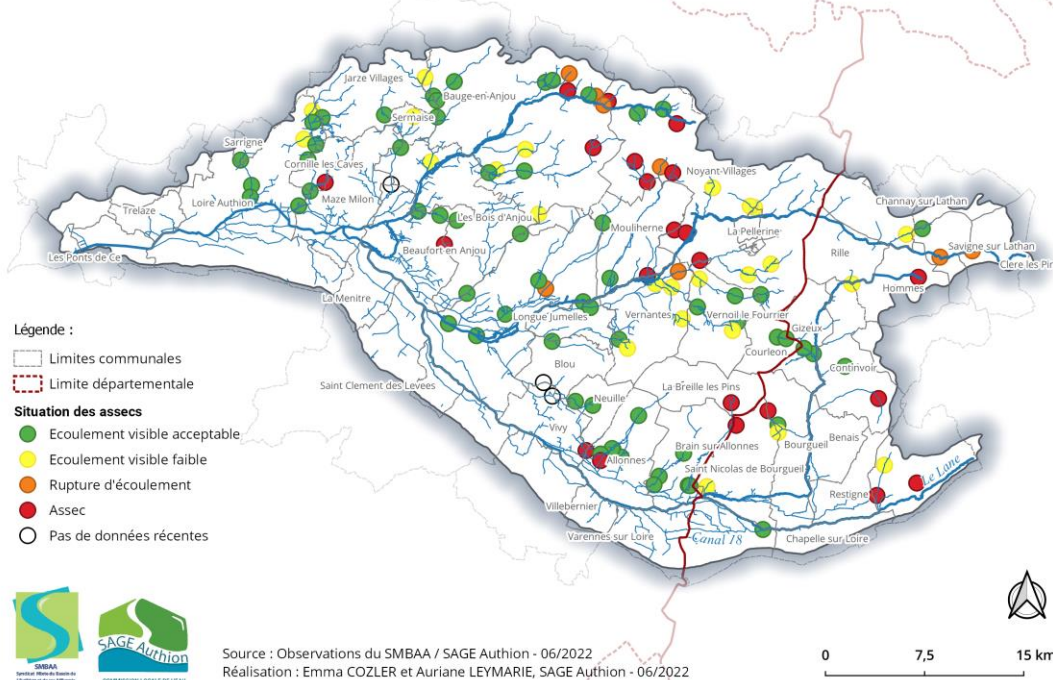 Jarze Villages
Bauge-en-Anjou
Sermaise
Sarrigne
Cornille les Caves
Noyant-Villages
Trelaze
Loire Authion
Maze Milon
Les Bois d'Anjou
Channay sur Lathan
Mouliherne
La Pellerine
Les Ponts de Ce
Beaufort en Anjou
Rille
Savigne sur Lathan
Clere les Pin
La Menitre
Hommes
Longue Jumelles
Vernantes
Vernoil le Fourrier
Gizeux
Courleon
Blou
Continvoir
Saint Clement des Levees
La Breille les Pins
Neuille
Vivy
Brain sur Allonnes
Bourgueil
Benais
Allonnes
Saint Nicolas de Bourgueil
Le Lane
Restigne
Villebernier
Varennes sur Loire
Canal 18
Chapelle sur Loire
Légende :
Limites communales
Limite départementale
Situation des assecs
Ecoulement visible acceptable
Ecoulement visible faible
Rupture d'écoulement
Assec
Pas de données récentes
SMBAA
SAGE Authion
Source : Observations du SMBAA / SAGE Authion - 06/2022
Réalisation : Emma COZLER et Auriane LEYMARIE, SAGE Authion - 06/2022
0 7,5 15 km